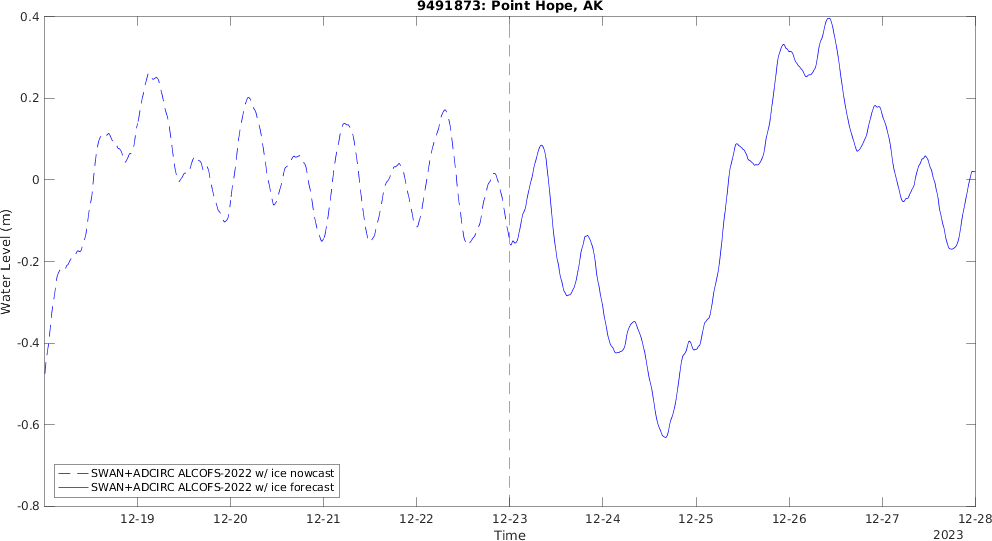 9491873: Point Hope, AK
0.4
0.2
0
-0.2
-0.4
-0.6
-0.8
Water Level (m)
SWAN+ADCIRC ALCOFS-2022 w/ ice nowcast
SWAN+ADCIRC ALCOFS-2022 w/ ice forecast
12-19 12-20 12-21 12-22 12-23 12-24 12-25 12-26 12-27 12-28
Time
2023